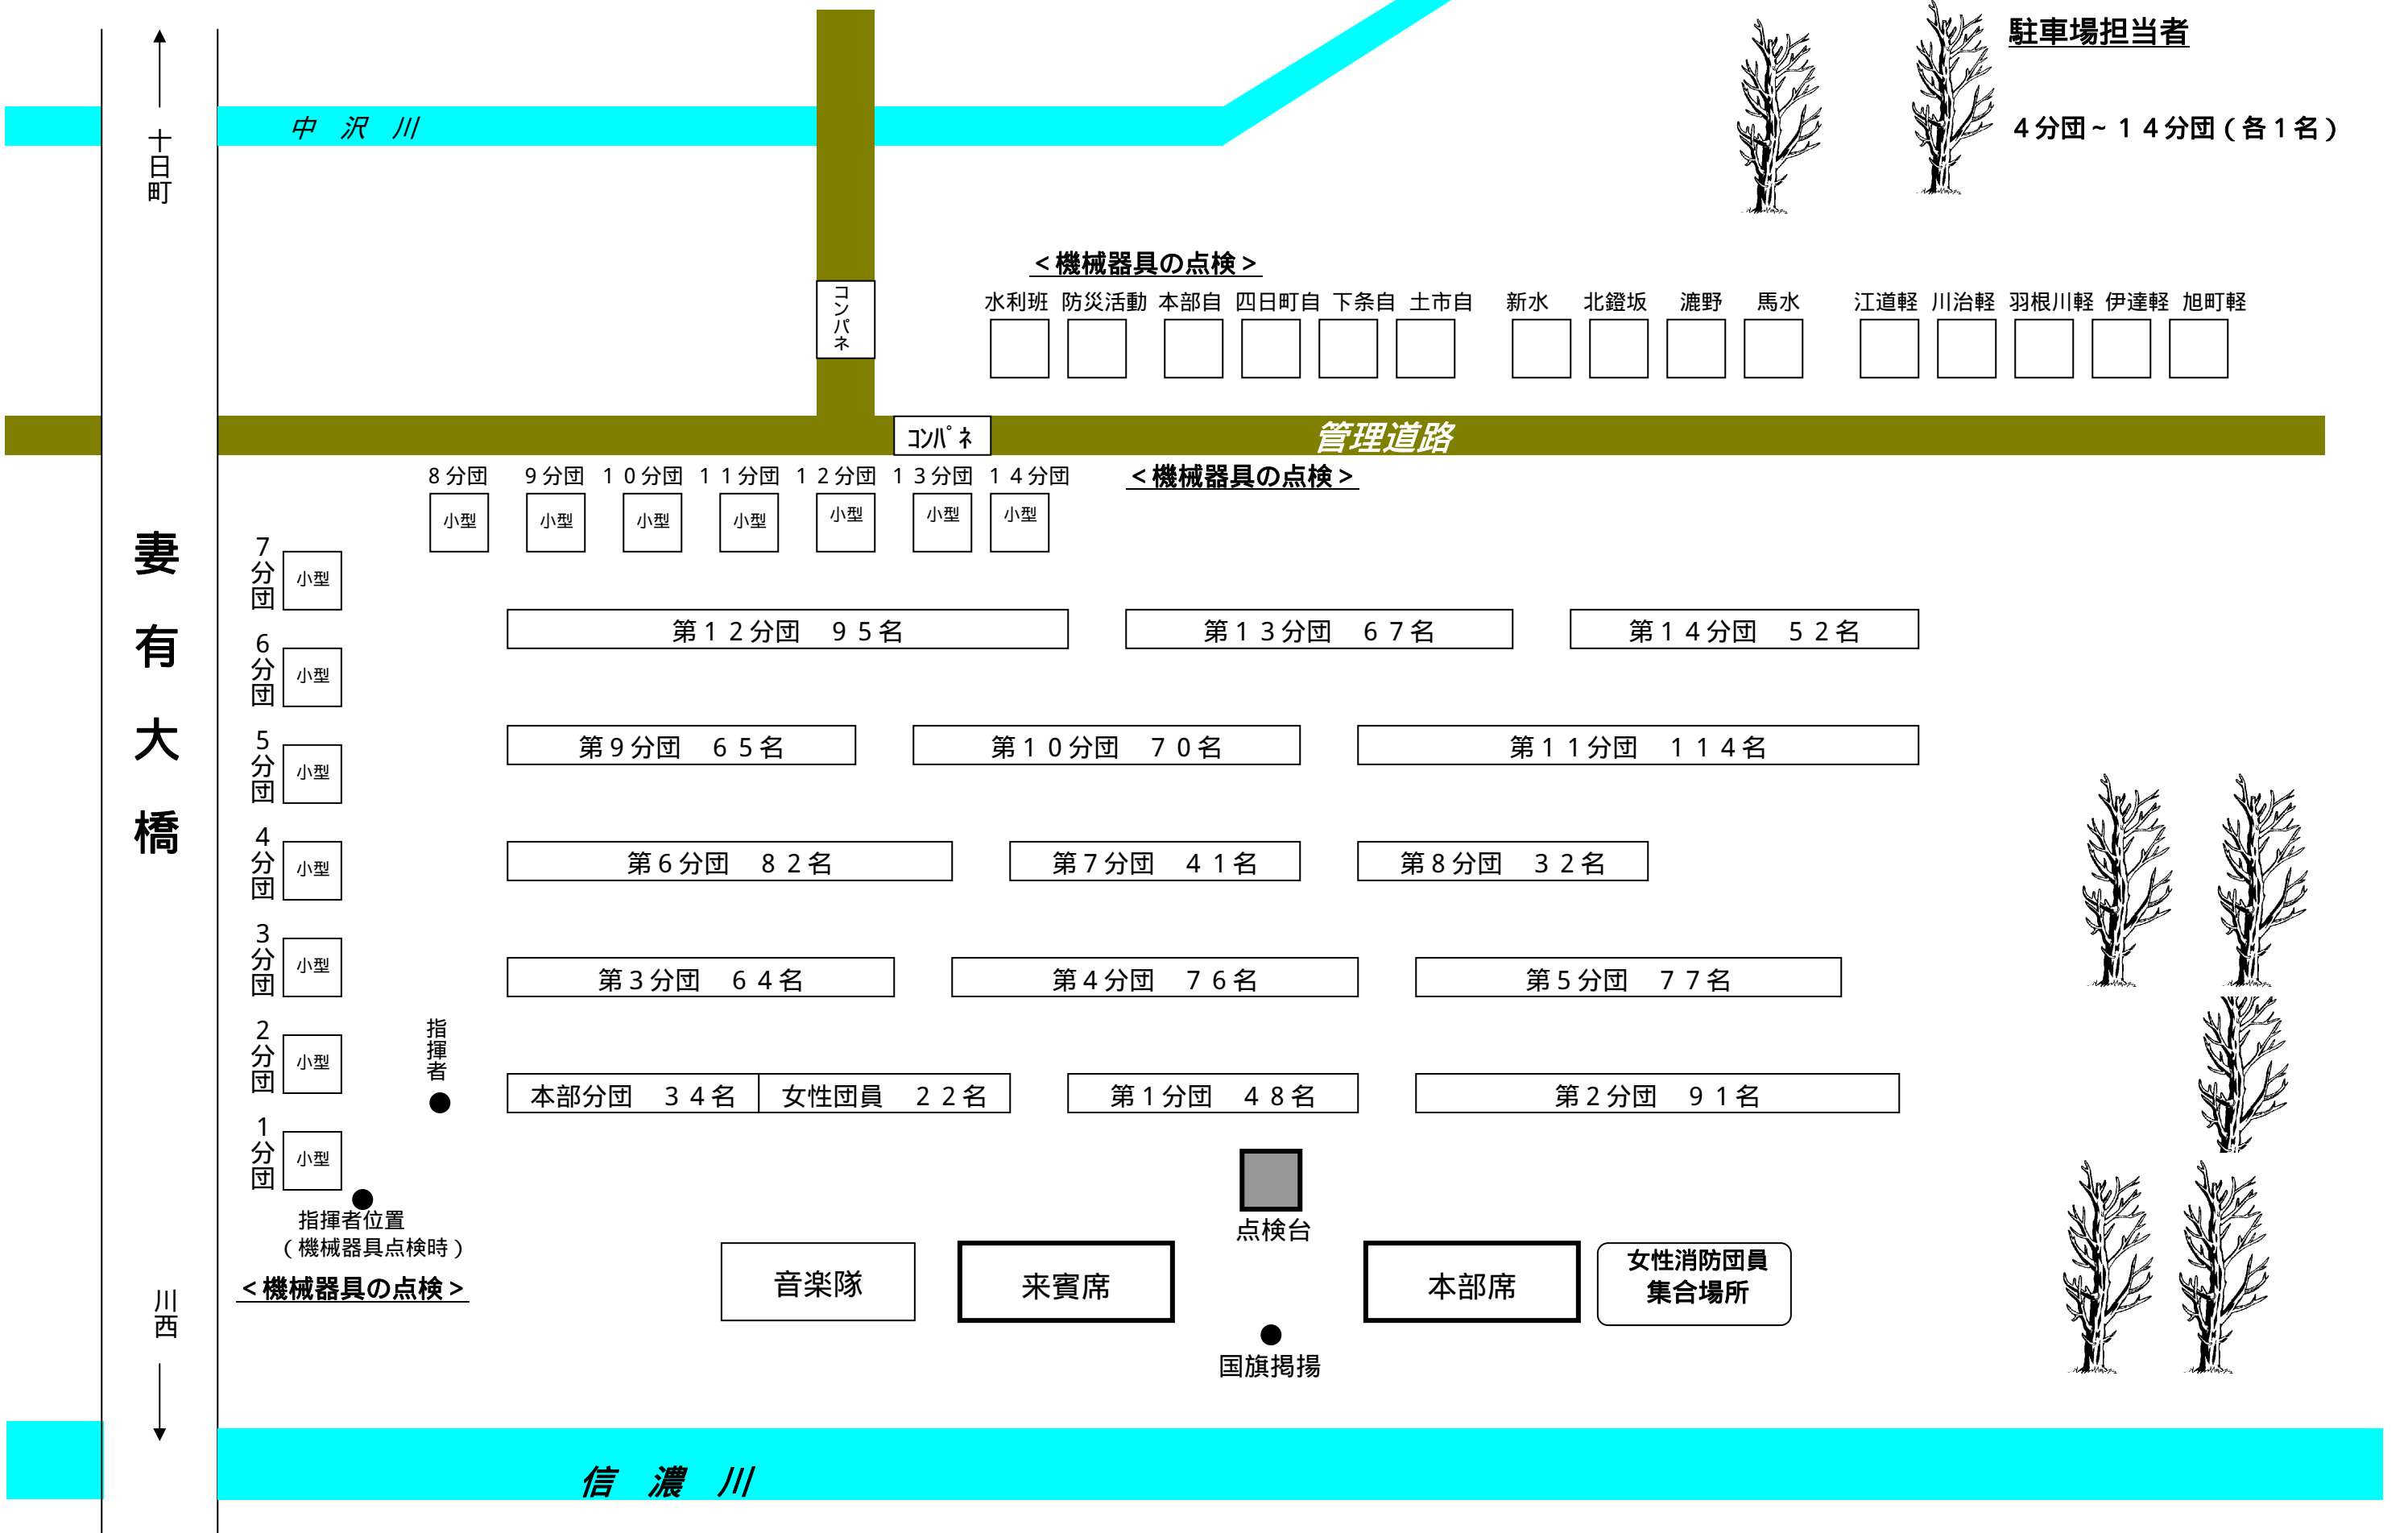 駐車場担当者
４分団～１４分団（各１名）
十日町
中　沢　川
＜機械器具の点検＞
水利班 防災活動 本部自 四日町自 下条自 土市自 新水 北鐙坂 漉野 馬水 江道軽 川治軽 羽根川軽 伊達軽 旭町軽
コンパネ
ｺﾝﾊﾟﾈ
管理道路
８分団 ９分団 １０分団 １１分団 １２分団 １３分団 １４分団
＜機械器具の点検＞
小型 小型 小型 小型 小型 小型 小型
妻有大橋
７分団 小型
６分団 小型
５分団 小型
４分団 小型
３分団 小型
２分団 小型
１分団 小型
第１２分団　９５名 第１３分団　６７名 第１４分団　５２名
第９分団　６５名 第１０分団　７０名 第１１分団　１１４名
第６分団　８２名 第７分団　４１名 第８分団　３２名
第３分団　６４名 第４分団　７６名 第５分団　７７名
指揮者
本部分団　３４名 女性団員　２２名 第１分団　４８名 第２分団　９１名
指揮者位置
（機械器具点検時）
＜機械器具の点検＞
点検台
音楽隊 来賓席 本部席
女性消防団員
集合場所
国旗掲揚
川西
信　濃　川